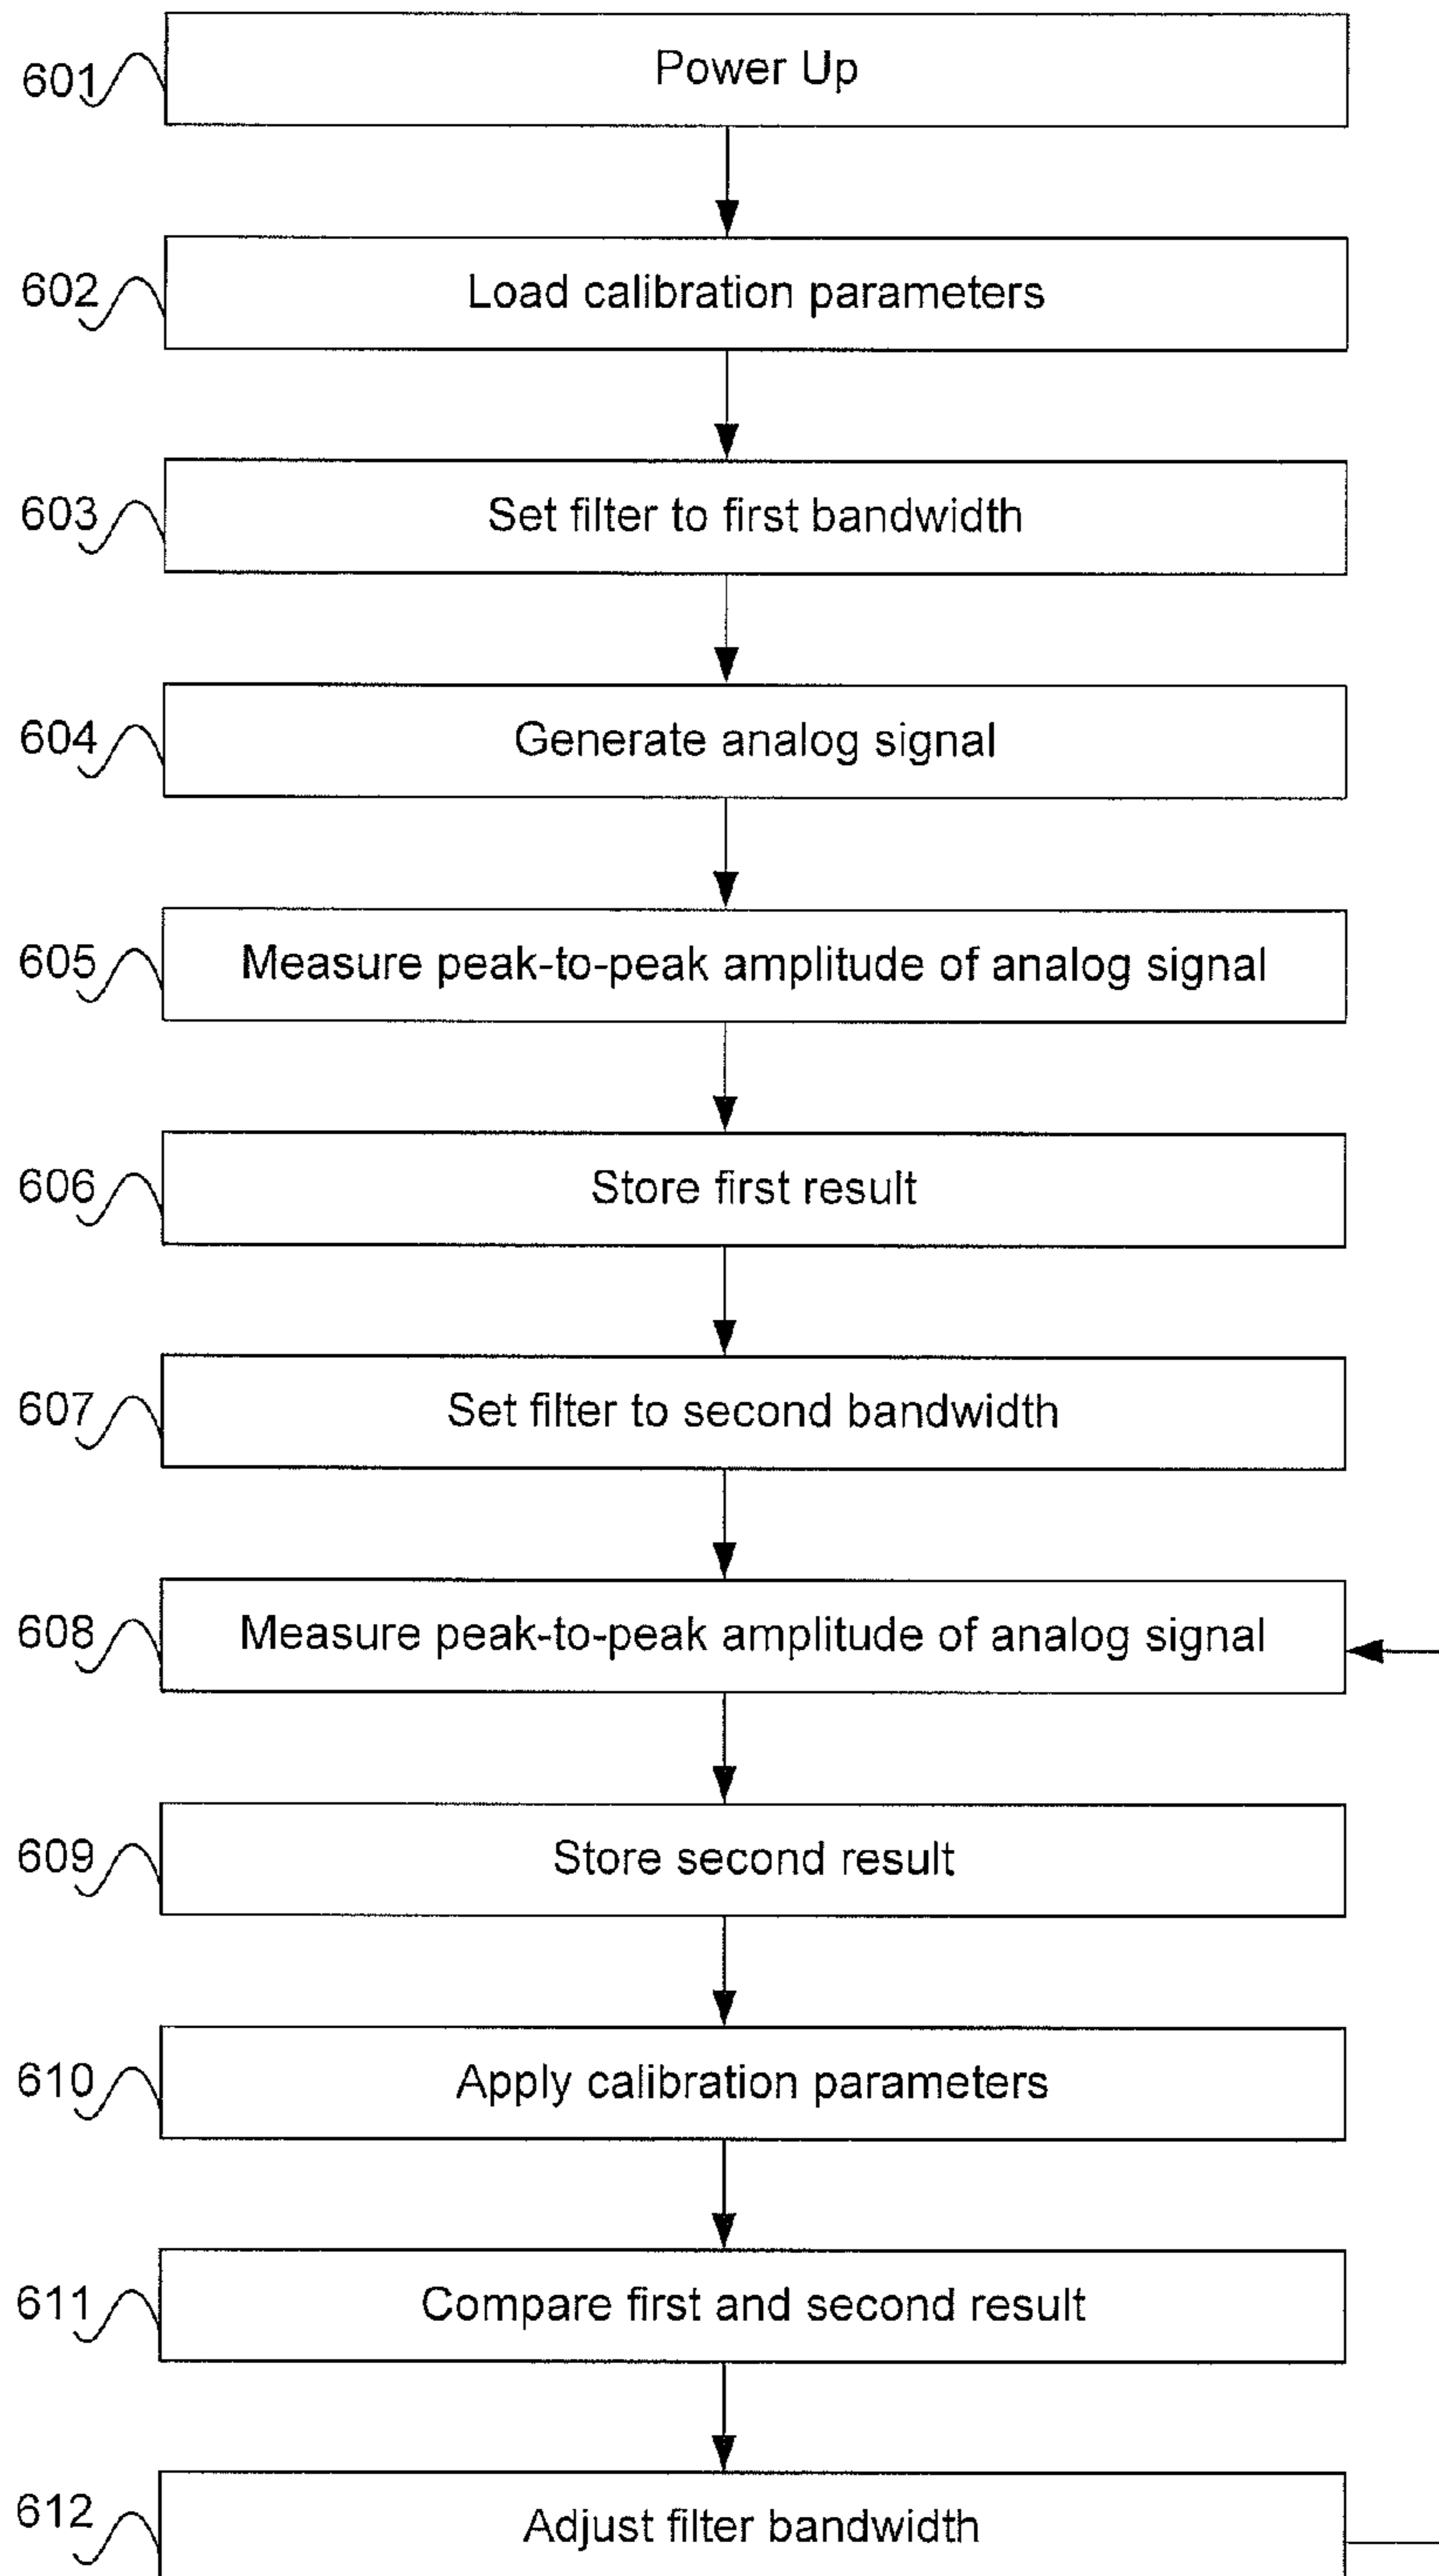 601 Power Up
602 Load calibration parameters
603 Set filter to first bandwidth
604 Generate analog signal
605 Measure peak-to-peak amplitude of analog signal
606 Store first result
607 Set filter to second bandwidth
608 Measure peak-to-peak amplitude of analog signal
609 Store second result
610 Apply calibration parameters
611 Compare first and second result
612 Adjust filter bandwidth